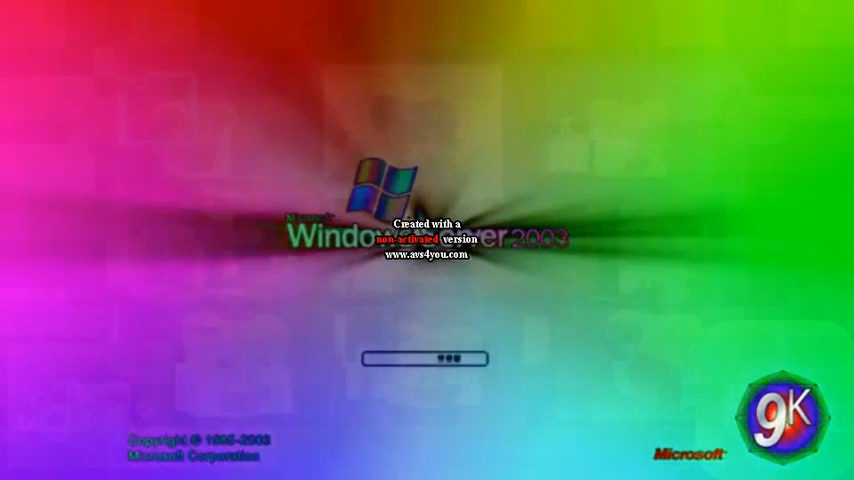 Microsoft
Created with a
Windows Server 2003
non-activated version
www.avs4you.com
9K
Copyright © 1985-2003
Microsoft Corporation
Microsoft